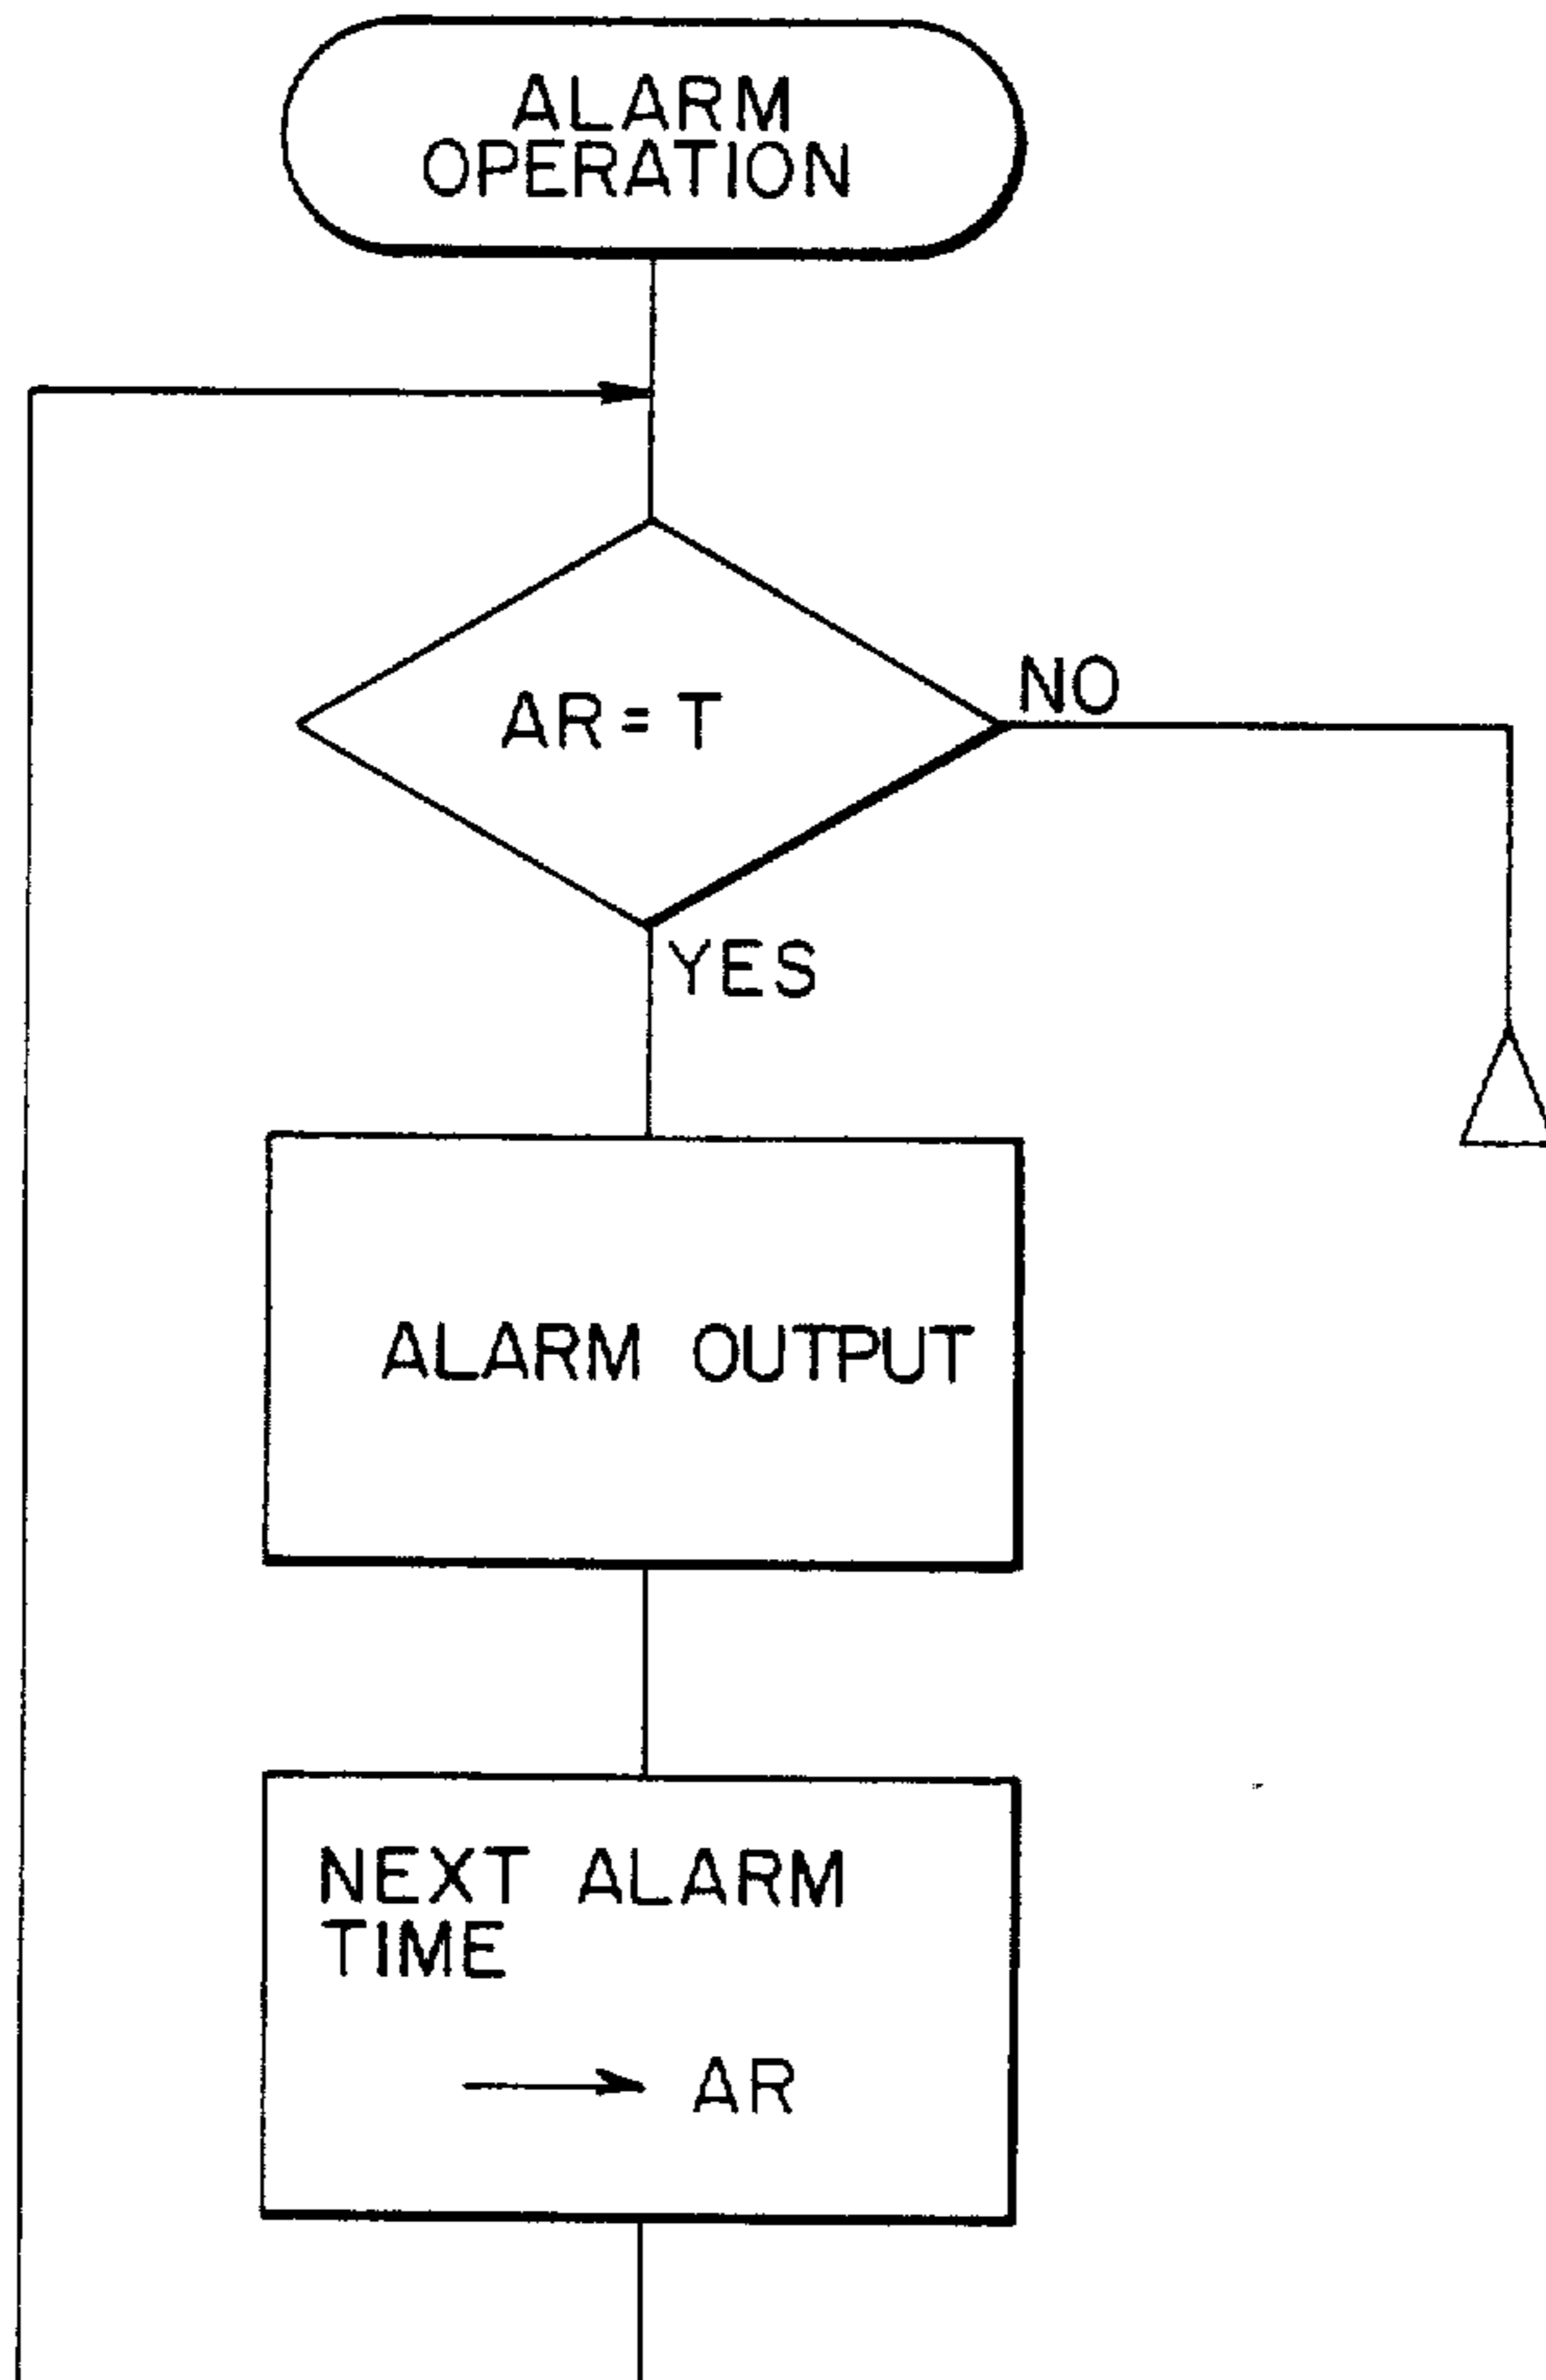 ALARM
OPERATION
AR = T
NO
YES
ALARM OUTPUT
NEXT ALARM
TIME
→ AR